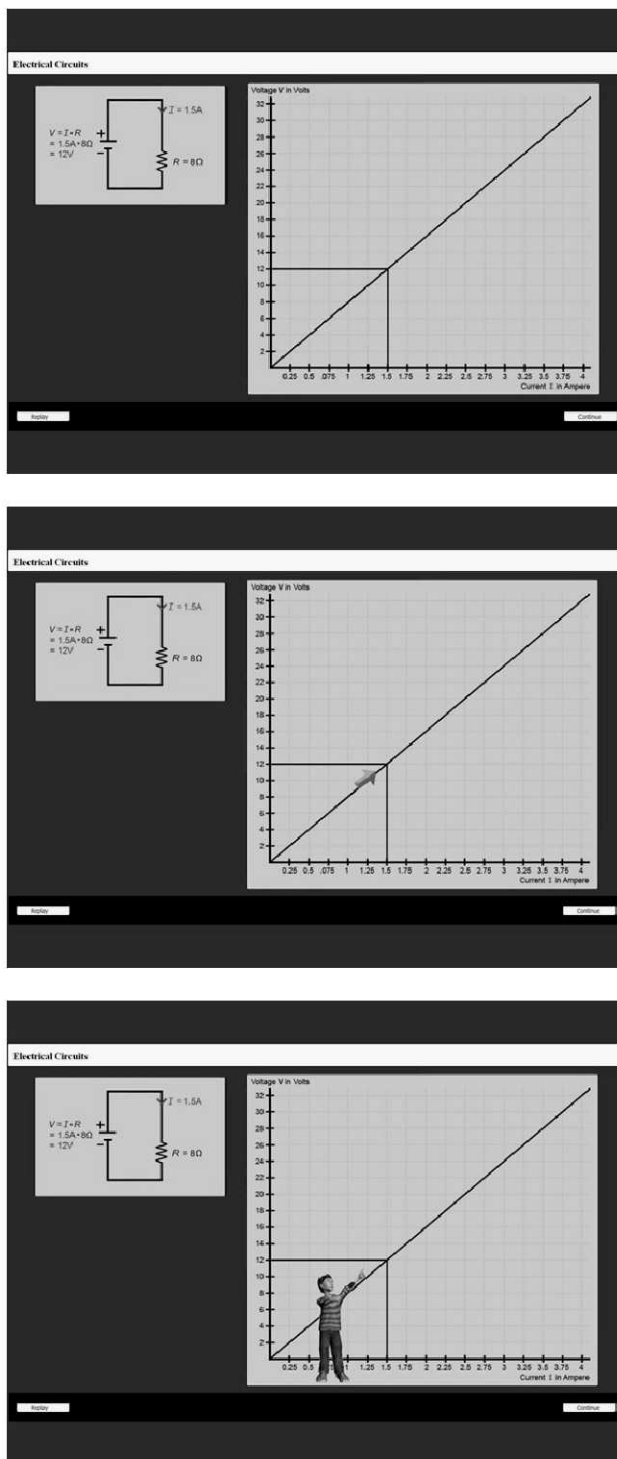 Electrical Circuits
I = 1.5A
V = I•R
= 1.5A•8Ω
= 12V
+
–
R = 8Ω
Voltage V in Volts
32
30
28
26
24
22
20
18
16
14
12
10
8
6
4
2
0.25 0.5 .075 1 1.25 1.5 1.75 2 2.25 2.5 2.75 3 3.25 3.5 3.75 4
Current I in Ampere
Replay Continue
Electrical Circuits
I = 1.5A
V = I•R
= 1.5A•8Ω
= 12V
+
–
R = 8Ω
Voltage V in Volts
32
30
28
26
24
22
20
18
16
14
12
10
8
6
4
2
0.25 0.5 .075 1 1.25 1.5 1.75 2 2.25 2.5 2.75 3 3.25 3.5 3.75 4
Current I in Ampere
Replay Continue
Electrical Circuits
I = 1.5A
V = I•R
= 1.5A•8Ω
= 12V
+
–
R = 8Ω
Voltage V in Volts
32
30
28
26
24
22
20
18
16
14
12
10
8
6
4
2
0.25 0.5 1 1.25 1.5 1.75 2 2.25 2.5 2.75 3 3.25 3.5 3.75 4
Current I in Ampere
Replay Continue